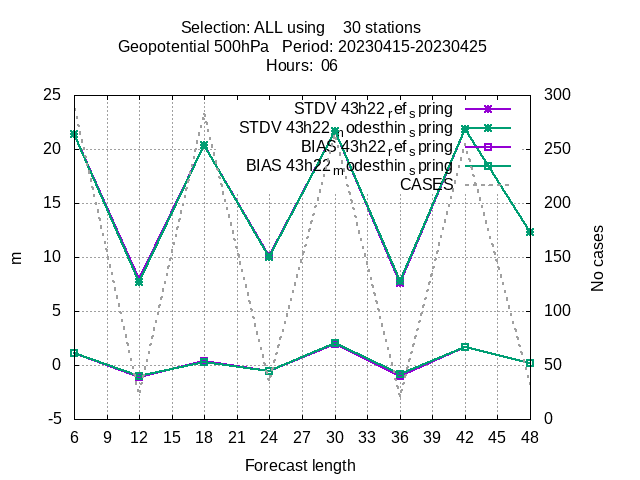 Selection: ALL using    30 stations
Geopotential 500hPa   Period: 20230415-20230425
Hours:  06
25
20
15
10
5
0
-5
300
250
200
150
100
50
0
STDV 43h22_ref_spring
STDV 43h22_modesthin_spring
BIAS 43h22_ref_spring
BIAS 43h22_modesthin_spring
CASES
m
No cases
6 9 12 15 18 21 24 27 30 33 36 39 42 45 48
Forecast length